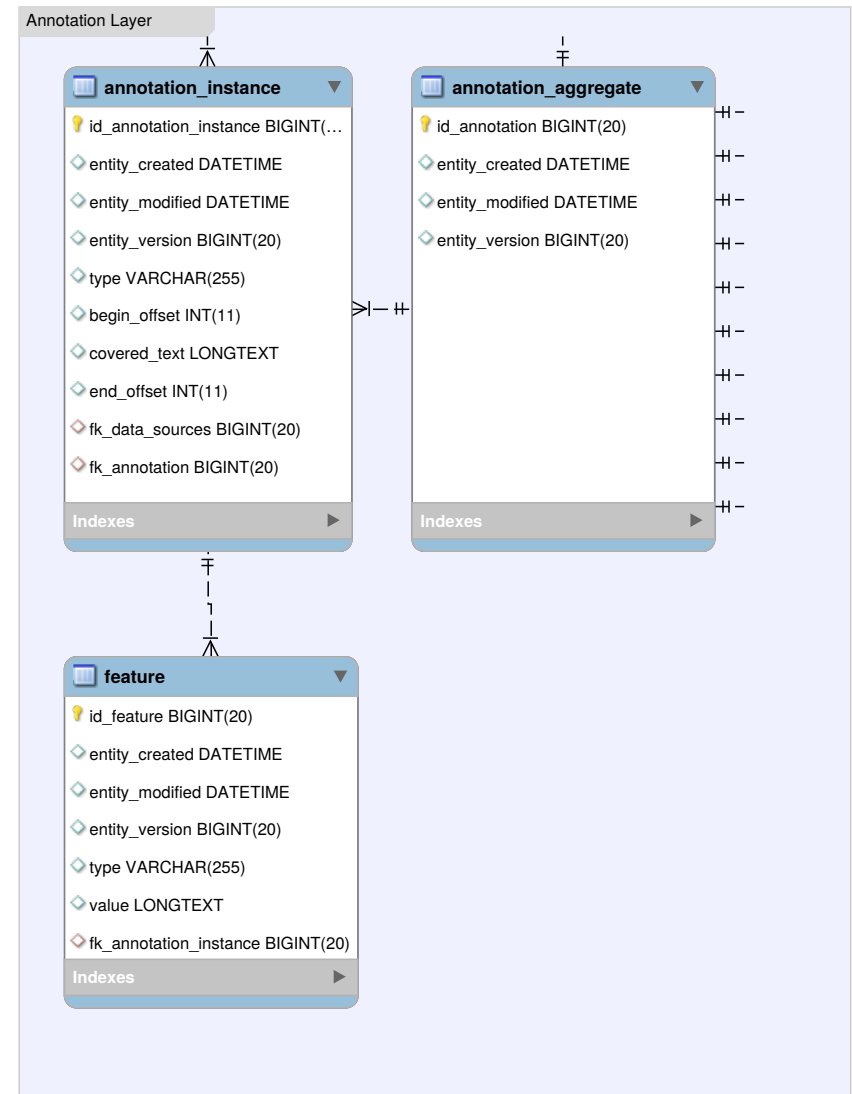 Annotation Layer
annotation_instance
id_annotation_instance BIGINT(...
entity_created DATETIME
entity_modified DATETIME
entity_version BIGINT(20)
type VARCHAR(255)
begin_offset INT(11)
covered_text LONGTEXT
end_offset INT(11)
fk_data_sources BIGINT(20)
fk_annotation BIGINT(20)
Indexes
annotation_aggregate
id_annotation BIGINT(20)
entity_created DATETIME
entity_modified DATETIME
entity_version BIGINT(20)
Indexes
feature
id_feature BIGINT(20)
entity_created DATETIME
entity_modified DATETIME
entity_version BIGINT(20)
type VARCHAR(255)
value LONGTEXT
fk_annotation_instance BIGINT(20)
Indexes